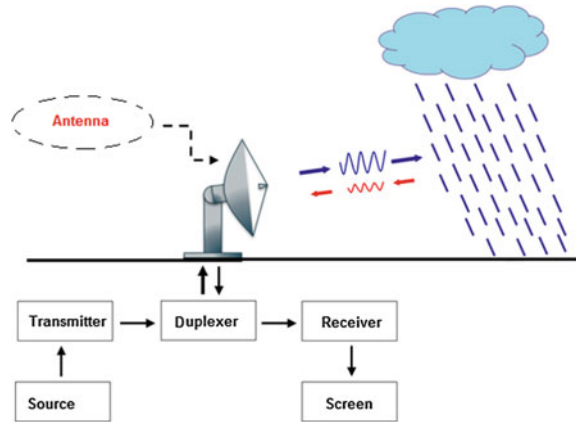 Antenna
Transmitter
Duplexer
Receiver
Source
Screen